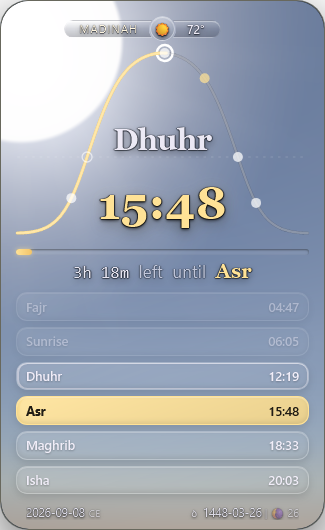 MADINAH 72°
Dhuhr
15:48
3h 18m left until Asr
Fajr 04:47
Sunrise 06:05
Dhuhr 12:19
Asr 15:48
Maghrib 18:33
Isha 20:03
2026-09-08 CE 1448-03-26